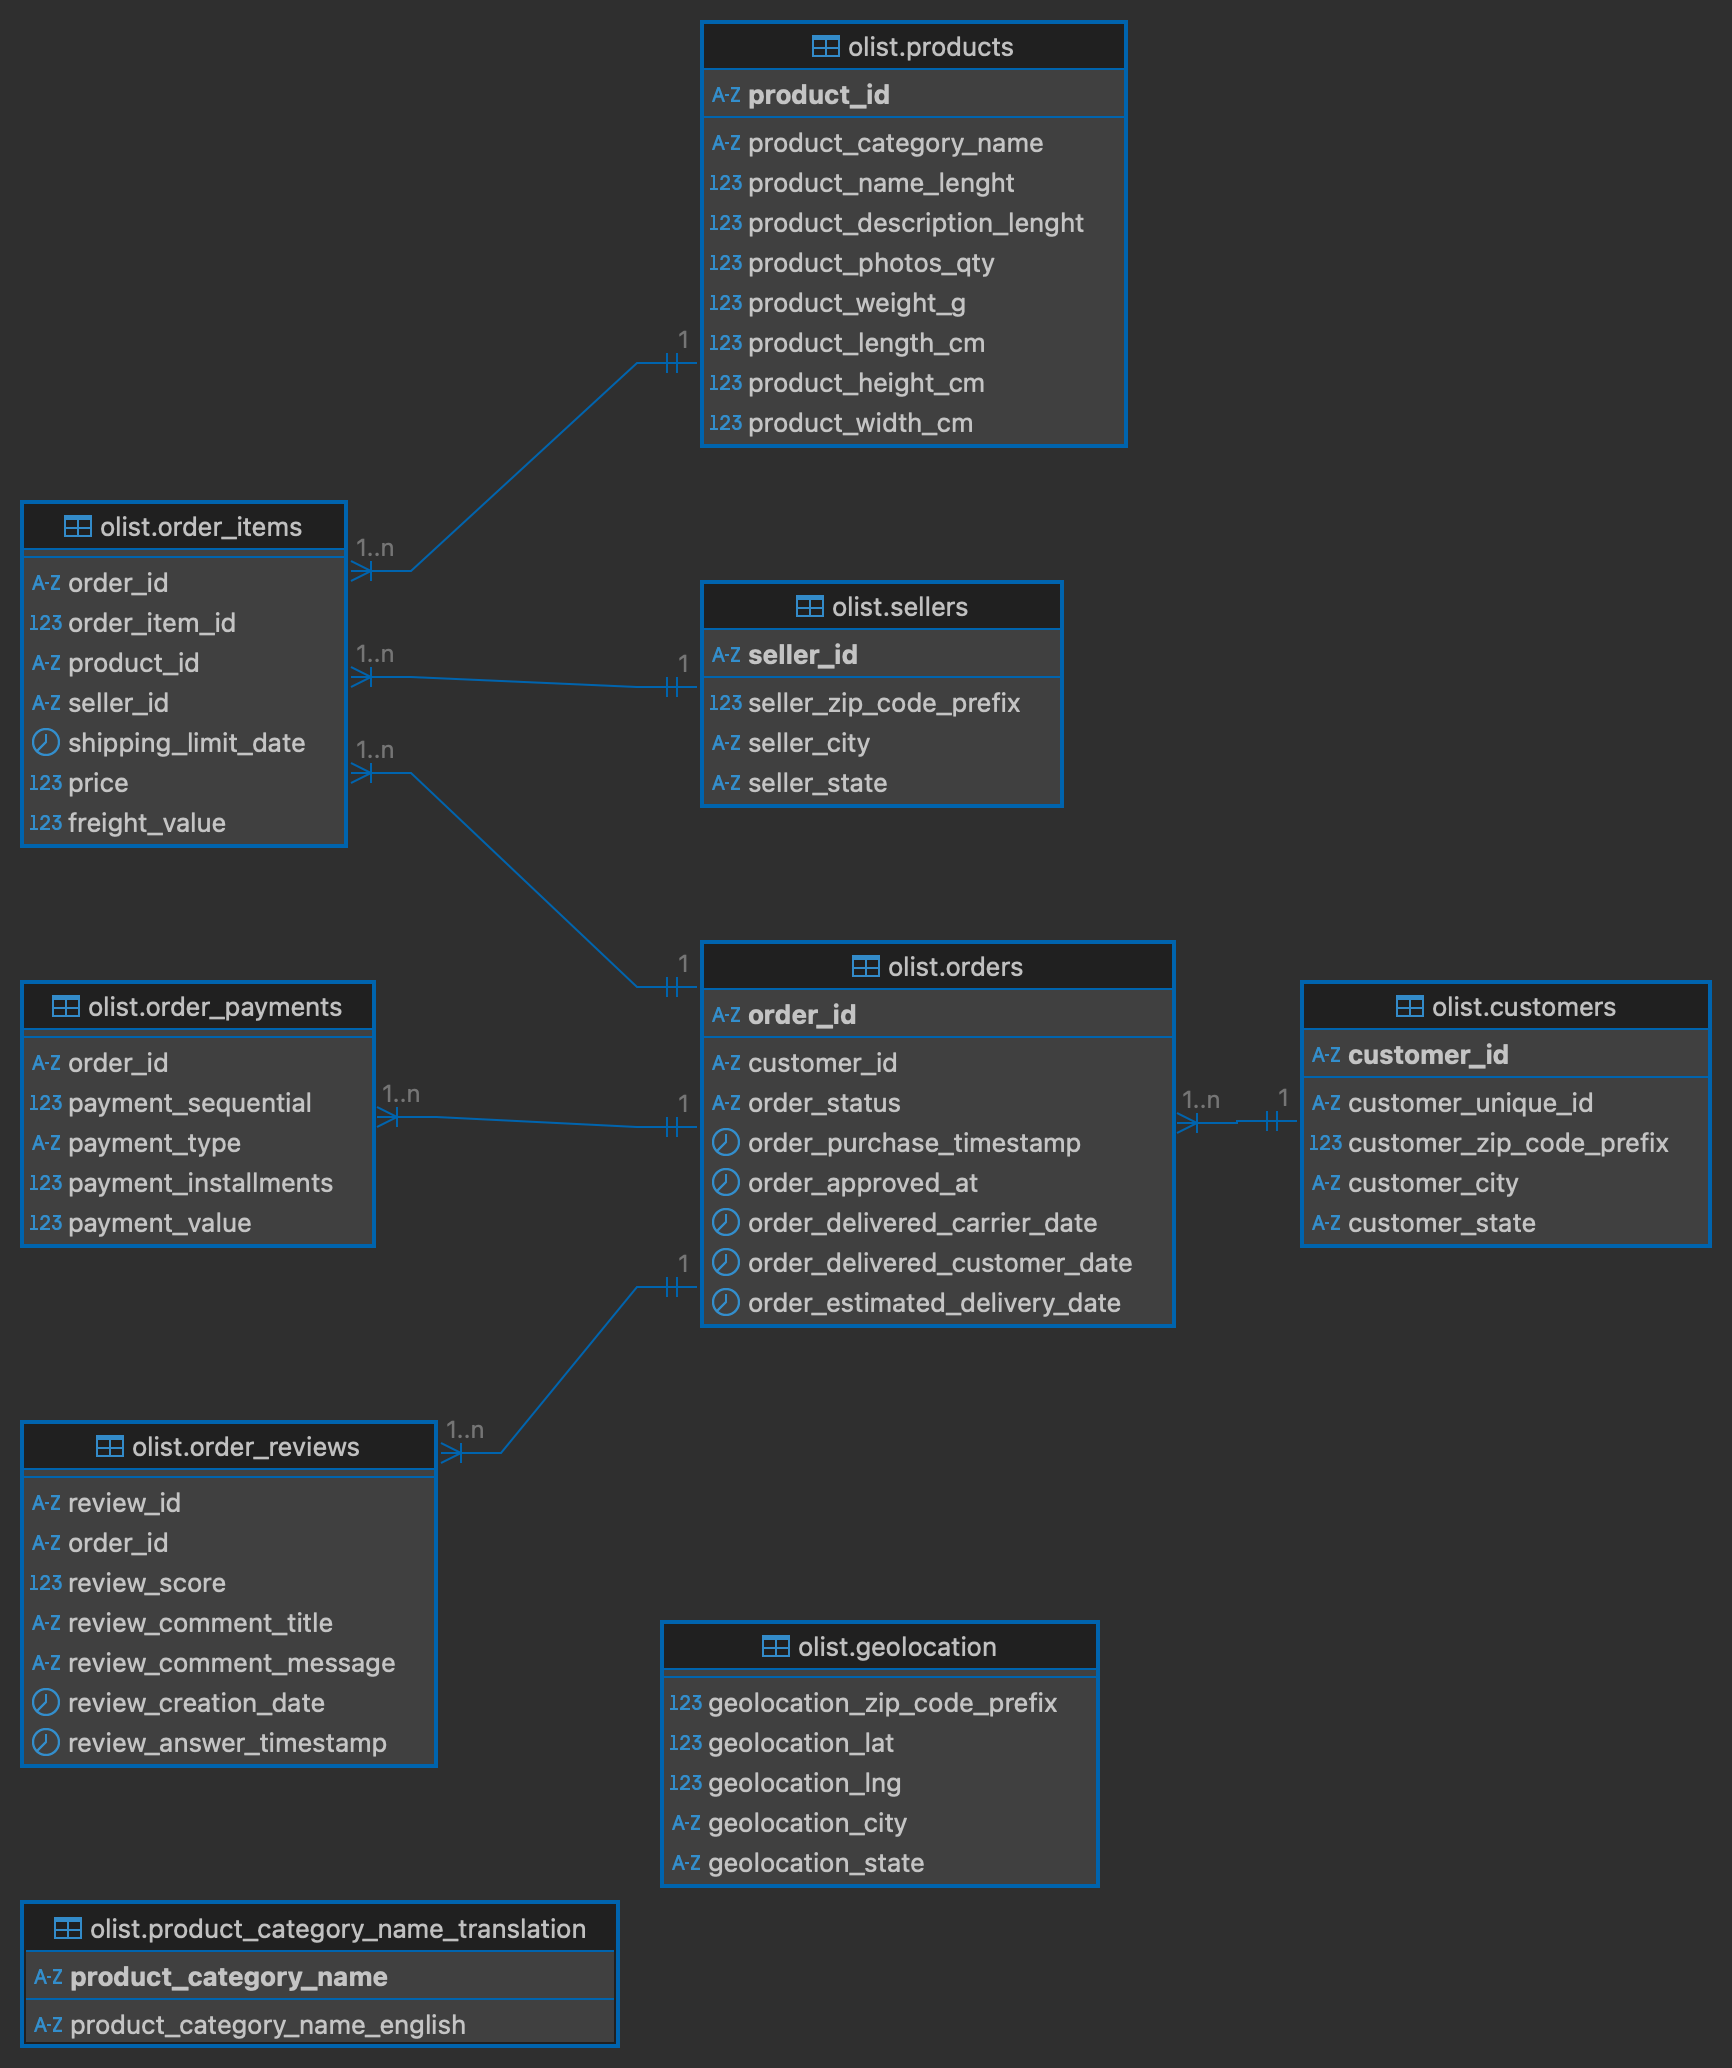 olist.products
A-Z product_id
A-Z product_category_name
123 product_name_lenght
123 product_description_lenght
123 product_photos_qty
123 product_weight_g
123 product_length_cm
123 product_height_cm
123 product_width_cm
1
1..n
olist.order_items
A-Z order_id
123 order_item_id
A-Z product_id
A-Z seller_id
shipping_limit_date
123 price
123 freight_value
1..n
1
1..n
1
olist.sellers
A-Z seller_id
123 seller_zip_code_prefix
A-Z seller_city
A-Z seller_state
olist.order_payments
A-Z order_id
123 payment_sequential
A-Z payment_type
123 payment_installments
123 payment_value
1..n
1
olist.orders
A-Z order_id
A-Z customer_id
A-Z order_status
order_purchase_timestamp
order_approved_at
order_delivered_carrier_date
order_delivered_customer_date
order_estimated_delivery_date
1..n
1
olist.customers
A-Z customer_id
A-Z customer_unique_id
123 customer_zip_code_prefix
A-Z customer_city
A-Z customer_state
1
1..n
olist.order_reviews
A-Z review_id
A-Z order_id
123 review_score
A-Z review_comment_title
A-Z review_comment_message
review_creation_date
review_answer_timestamp
olist.geolocation
123 geolocation_zip_code_prefix
123 geolocation_lat
123 geolocation_lng
A-Z geolocation_city
A-Z geolocation_state
olist.product_category_name_translation
A-Z product_category_name
A-Z product_category_name_english